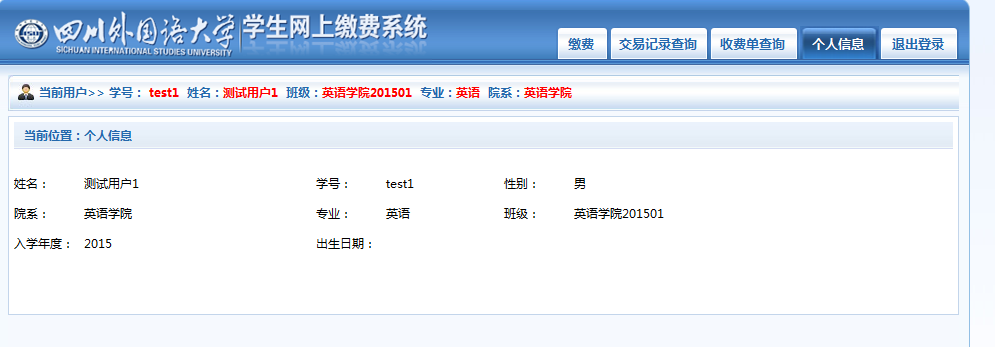 四川外国语大学 学生网上缴费系统
SICHUAN INTERNATIONAL STUDIES UNIVERSITY
缴费 交易记录查询 收费单查询 个人信息 退出登录
当前用户>> 学号： test1 姓名：测试用户1 班级：英语学院201501 专业：英语 院系：英语学院
当前位置：个人信息
姓名： 测试用户1 学号： test1 性别： 男
院系： 英语学院 专业： 英语 班级： 英语学院201501
入学年度： 2015 出生日期：